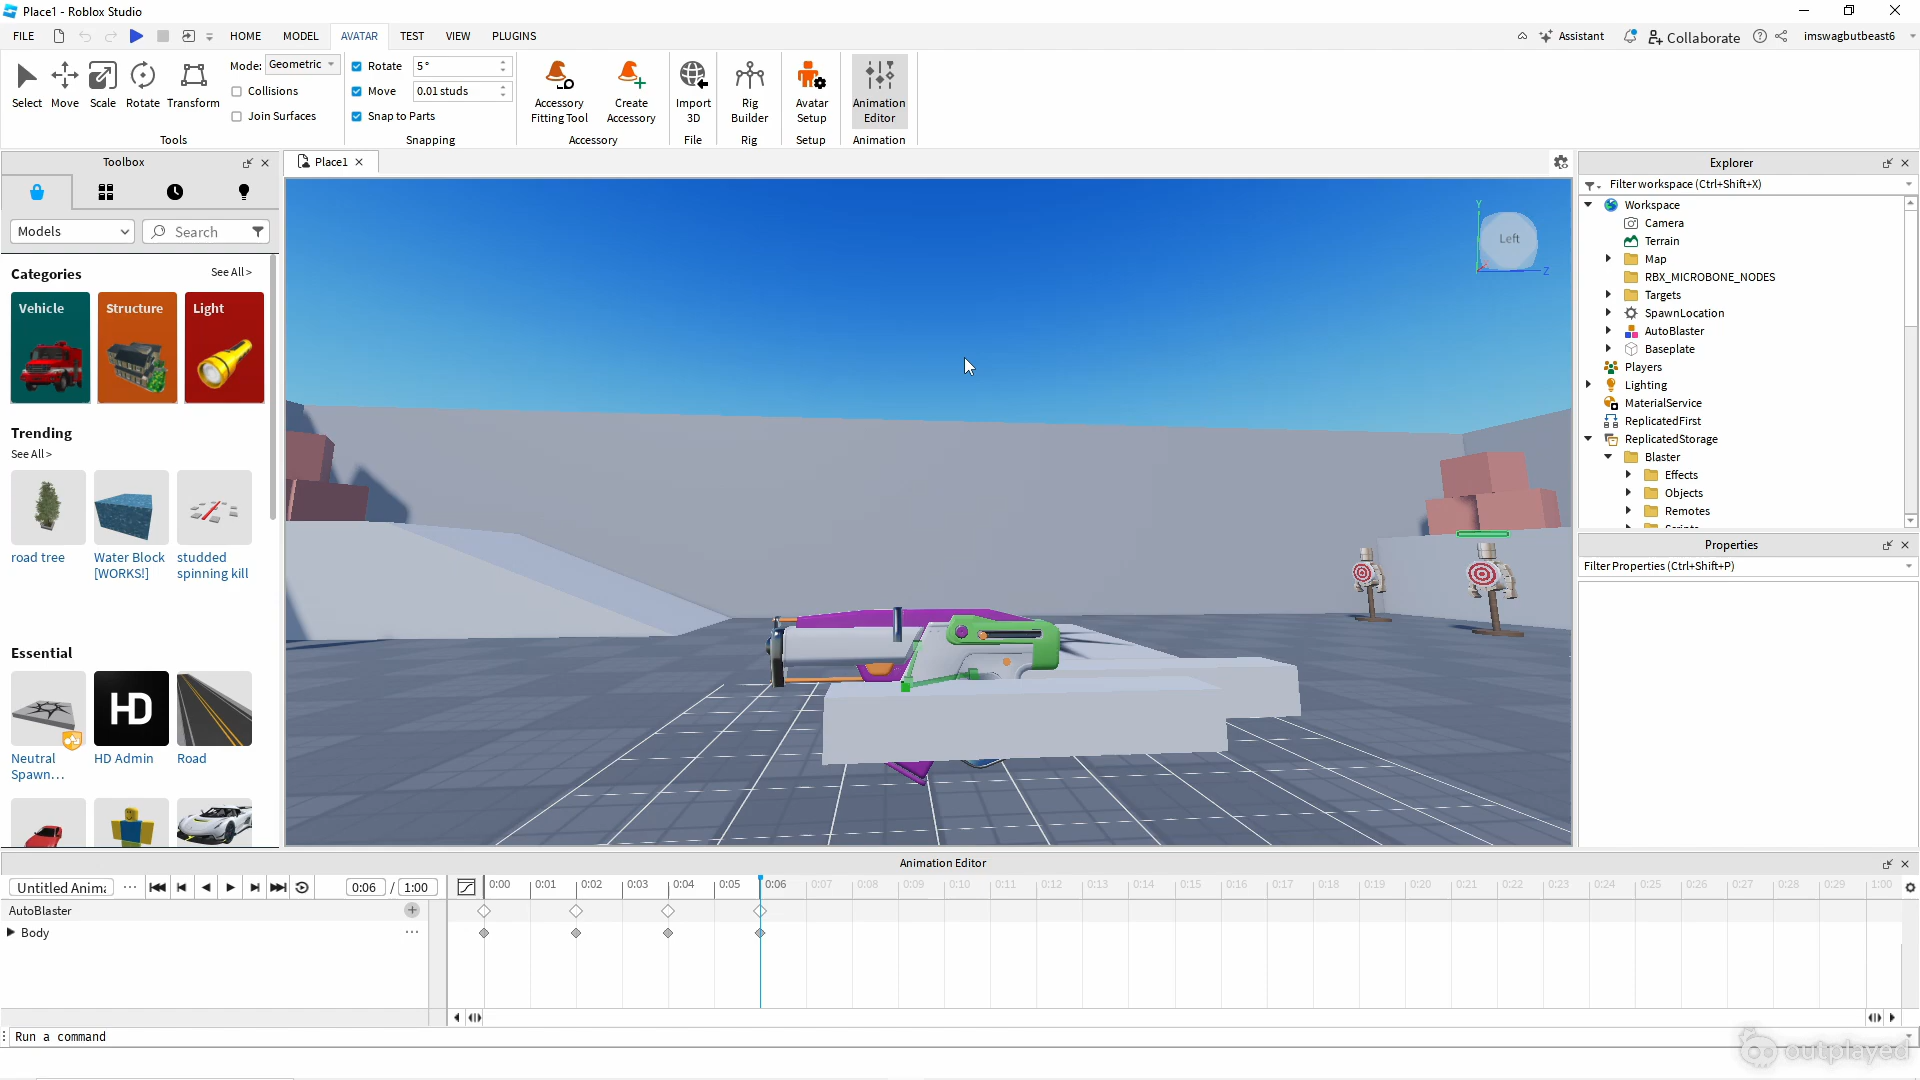 Place1 - Roblox Studio
FILE HOME MODEL AVATAR TEST VIEW PLUGINS
Assistant Collaborate imswagbutbeast6
Select Move Scale Rotate Transform
Mode: Geometric
Collisions
Join Surfaces
Tools
Rotate 5°
Move 0.01 studs
Snap to Parts
Snapping
Accessory Fitting Tool
Create Accessory
Accessory
Import 3D
File
Rig Builder
Rig
Avatar Setup
Setup
Animation Editor
Animation
Toolbox
Models Search
Categories See All >
Vehicle Structure Light
Trending
See All >
road tree
Water Block [WORKS!]
studded spinning kill
Essential
HD
Neutral Spawn...
HD Admin
Road
Place1
Y
Left
Z
Explorer
Filter workspace (Ctrl+Shift+X)
Workspace
Camera
Terrain
Map
RBX_MICROBONE_NODES
Targets
SpawnLocation
AutoBlaster
Baseplate
Players
Lighting
MaterialService
ReplicatedFirst
ReplicatedStorage
Blaster
Effects
Objects
Remotes
Properties
Filter Properties (Ctrl+Shift+P)
Animation Editor
Untitled Anima ... 0:06 / 1:00
0:00 0:01 0:02 0:03 0:04 0:05 0:06 0:07 0:08 0:09 0:10 0:11 0:12 0:13 0:14 0:15 0:16 0:17 0:18 0:19 0:20 0:21 0:22 0:23 0:24 0:25 0:26 0:27 0:28 0:29 1:00
AutoBlaster
Body ...
Run a command
outplayed